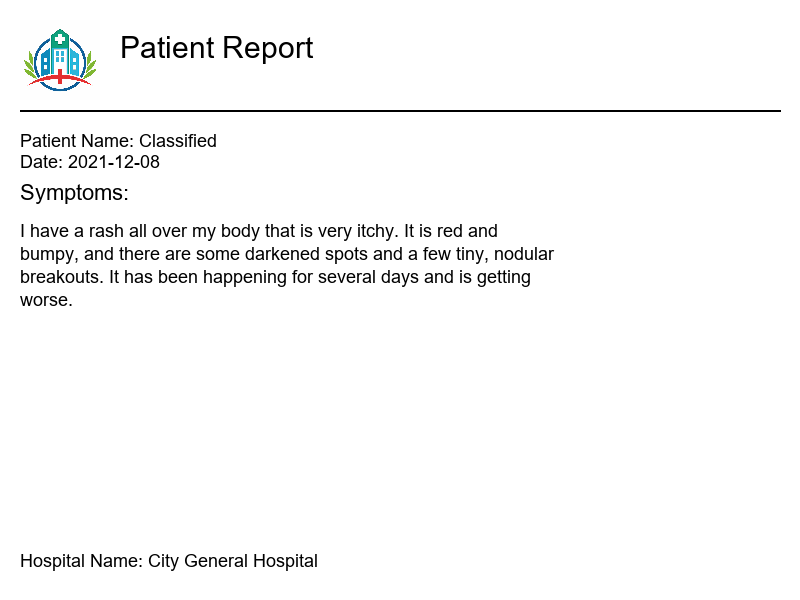 Patient Report
Patient Name: Classified
Date: 2021-12-08
Symptoms:
I have a rash all over my body that is very itchy. It is red and
bumpy, and there are some darkened spots and a few tiny, nodular
breakouts. It has been happening for several days and is getting
worse.
Hospital Name: City General Hospital